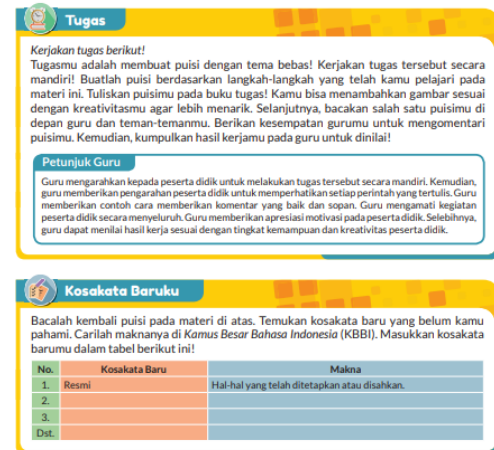 Tugas
Kerjakan tugas berikut!
Tugasmu adalah membuat puisi dengan tema bebas! Kerjakan tugas tersebut secara
mandiri! Buatlah puisi berdasarkan langkah-langkah yang telah kamu pelajari pada
materi ini. Tuliskan puisimu pada buku tugas! Kamu bisa menambahkan gambar sesuai
dengan kreativitasmu agar lebih menarik. Selanjutnya, bacakan salah satu puisimu di
depan guru dan teman-temanmu. Berikan kesempatan gurumu untuk mengomentari
puisimu. Kemudian, kumpulkan hasil kerjamu pada guru untuk dinilai!
Petunjuk Guru
Guru mengarahkan kepada peserta didik untuk melakukan tugas tersebut secara mandiri. Kemudian,
guru memberikan pengarahan peserta didik untuk memperhatikan setiap perintah yang tertulis. Guru
memberikan contoh cara memberikan komentar yang baik dan sopan. Guru mengamati kegiatan
peserta didik secara menyeluruh. Guru memberikan apresiasi motivasi pada peserta didik. Selebihnya,
guru dapat menilai hasil kerja sesuai dengan tingkat kemampuan dan kreativitas peserta didik.
Kosakata Baruku
Bacalah kembali puisi pada materi di atas. Temukan kosakata baru yang belum kamu
pahami. Carilah maknanya di Kamus Besar Bahasa Indonesia (KBBI). Masukkan kosakata
barumu dalam tabel berikut ini!
No. Kosakata Baru Makna
1. Resmi Hal-hal yang telah ditetapkan atau disahkan.
2.
3.
Dst.